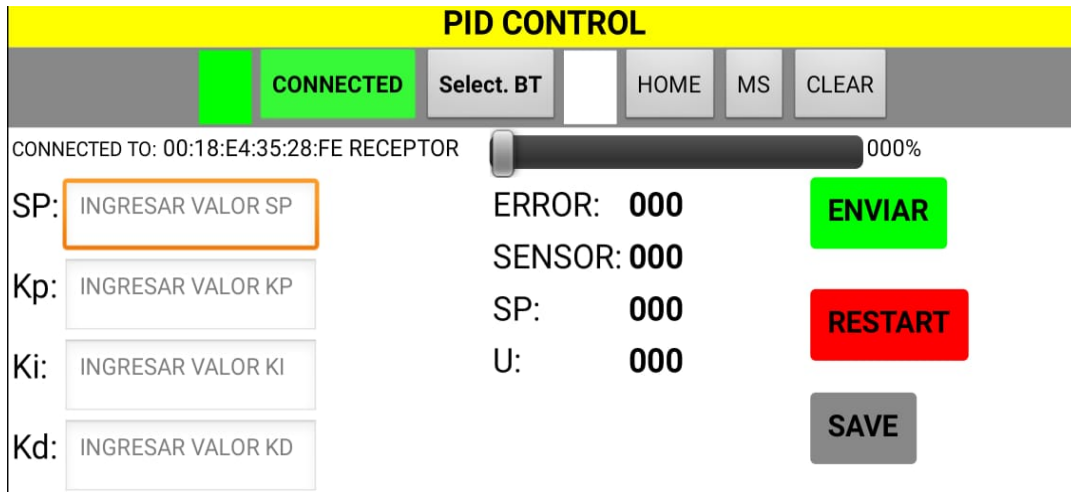 PID CONTROL
CONNECTED Select. BT HOME MS CLEAR
CONNECTED TO: 00:18:E4:35:28:FE RECEPTOR 000%
SP: INGRESAR VALOR SP
Kp: INGRESAR VALOR KP
Ki: INGRESAR VALOR KI
Kd: INGRESAR VALOR KD
ERROR: 000
SENSOR: 000
SP: 000
U: 000
ENVIAR
RESTART
SAVE